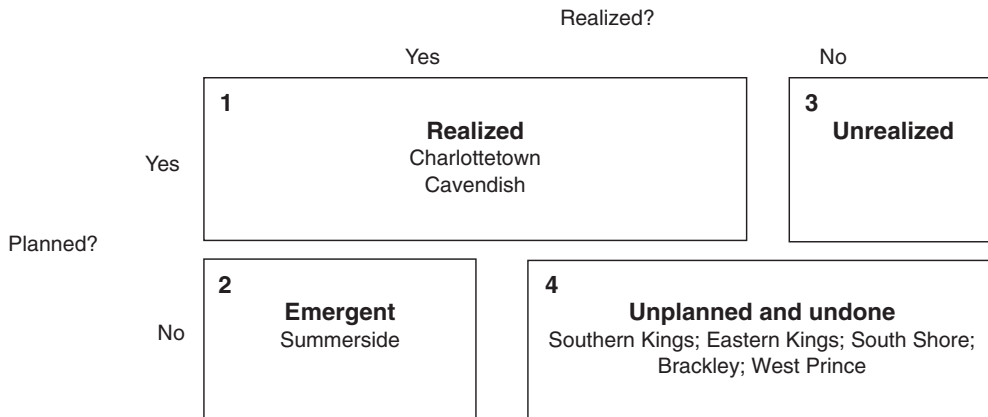 Realized?
Yes
No
1
Realized
Charlottetown
Cavendish
3
Unrealized
Yes
Planned?
2
Emergent
Summerside
4
Unplanned and undone
Southern Kings; Eastern Kings; South Shore;
Brackley; West Prince
No